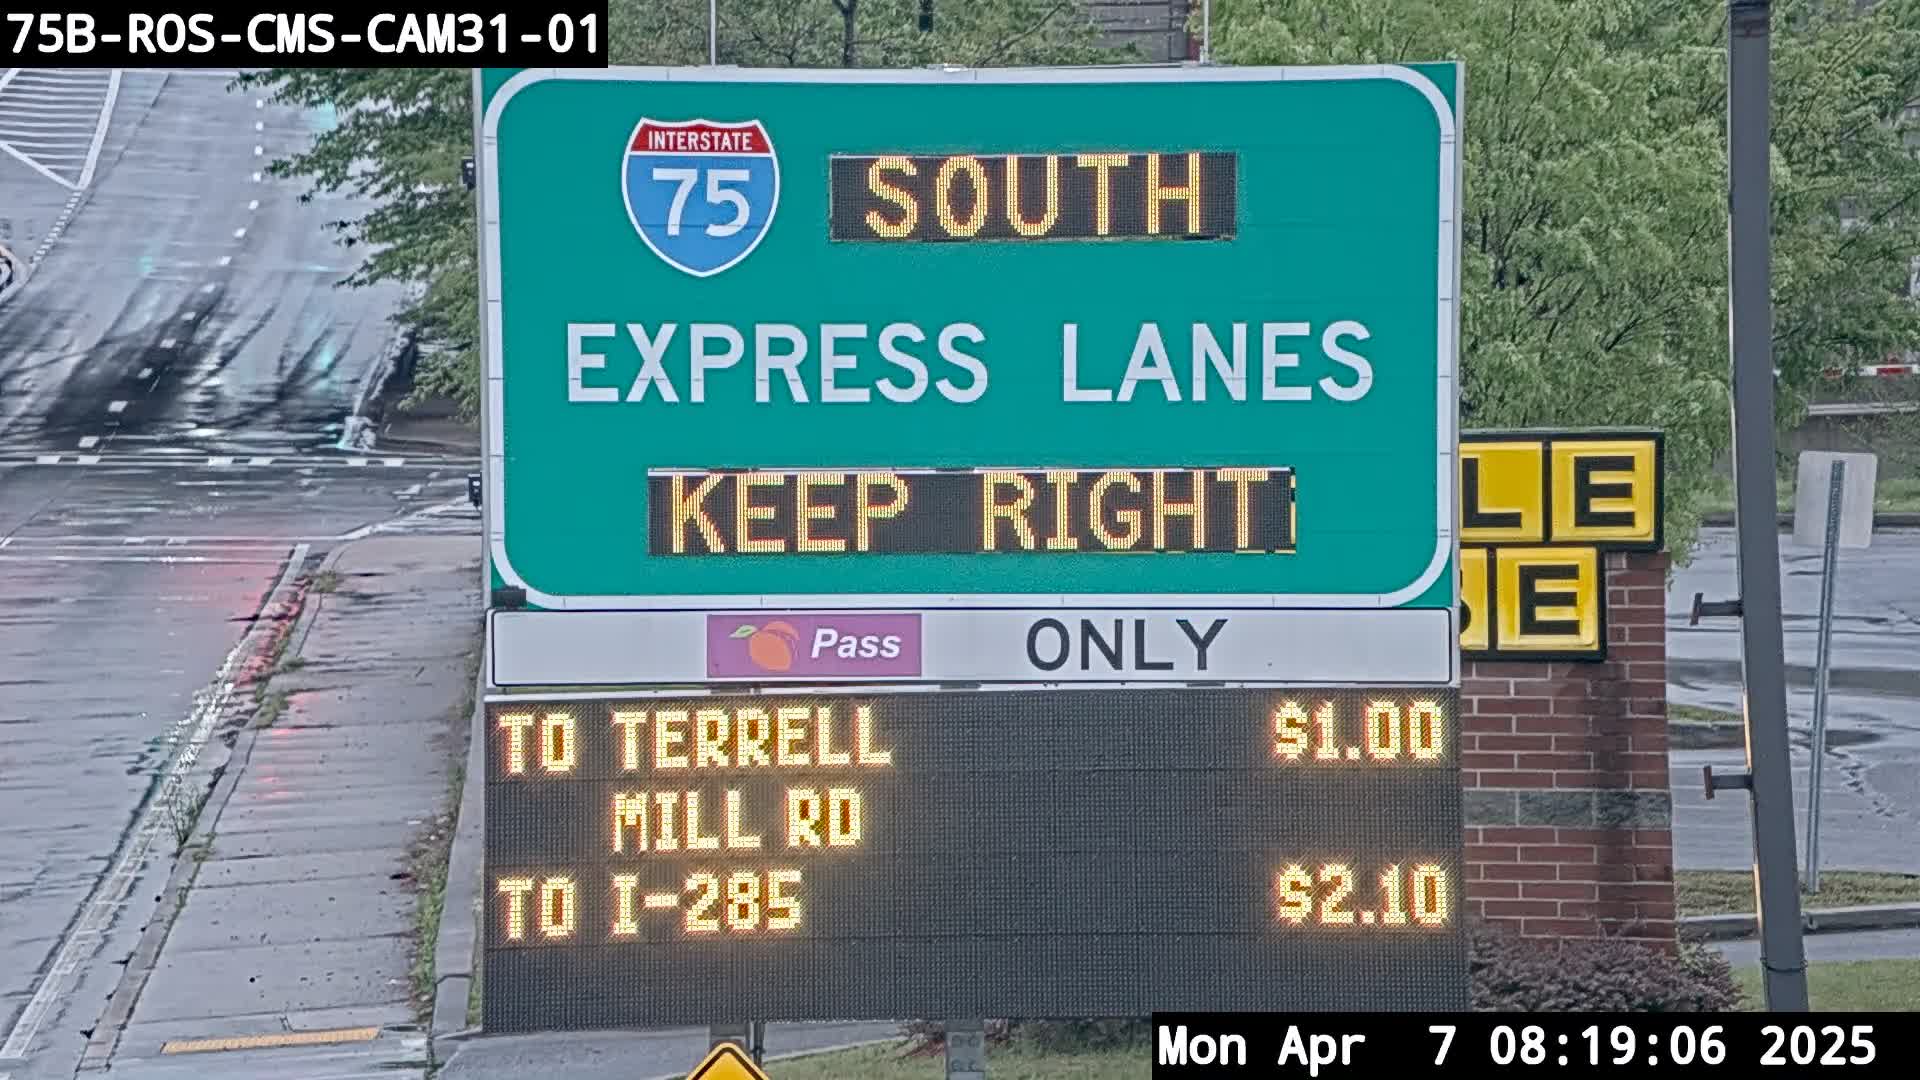 75B-ROS-CMS-CAM31-01
INTERSTATE
75
SOUTH
EXPRESS LANES
KEEP RIGHT
Pass ONLY
TO TERRELL $1.00
MILL RD
TO I-285 $2.10
LE
E
Mon Apr 7 08:19:06 2025